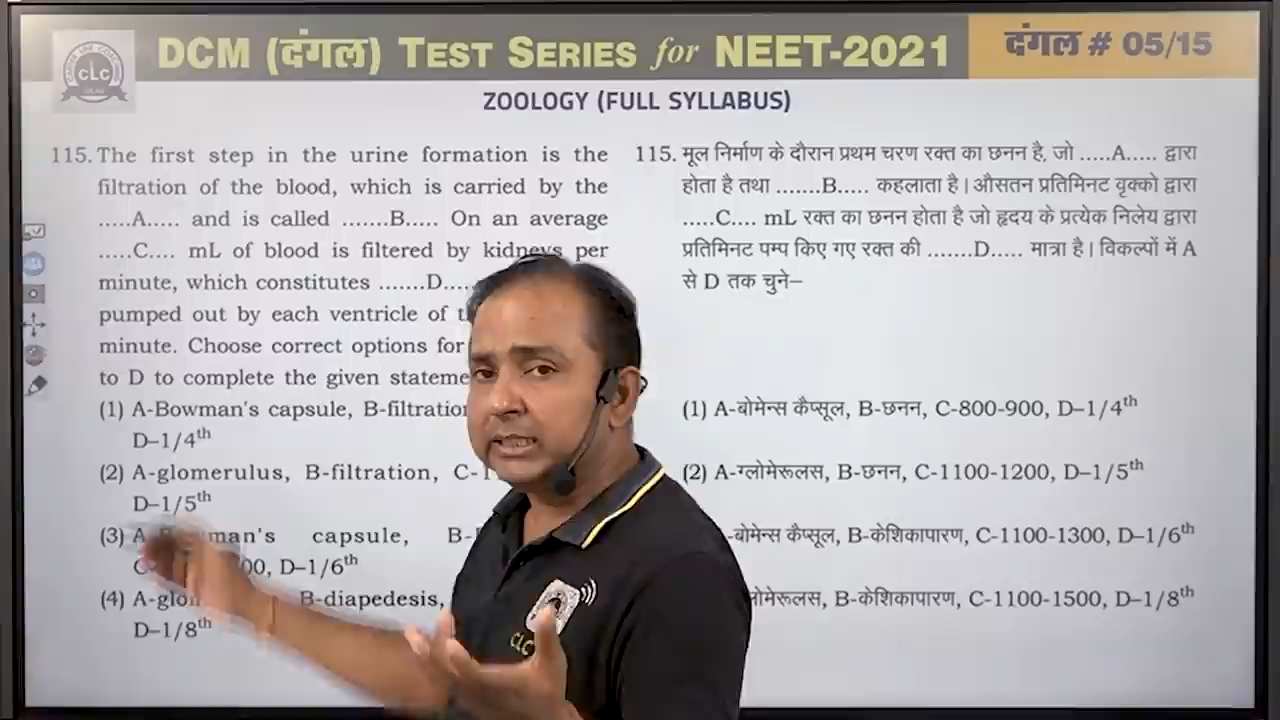 DCM (दंगल) TEST SERIES for NEET-2021
दंगल # 05/15
CLC
ZOOLOGY (FULL SYLLABUS)
115. The first step in the urine formation is the
filtration of the blood, which is carried by the
.....A..... and is called .......B..... On an average
.....C.... mL of blood is filtered by kidneys per
minute, which constitutes .......D.....
pumped out by each ventricle of
minute. Choose correct options for
to D to complete the given
(1) A-Bowman's capsule,
D–1/4th
(2) A-glomerulus, B-filtration,
D–1/5th
(3) capsule,
D–1/6th
(4) B-diapedesis,
D–1/8th
115. मूल निर्माण के दौरान प्रथम चरण रक्त का छनन है, जो .....A..... द्वारा
होता है तथा .......B..... कहलाता है। औसतन प्रतिमिनट वृक्को द्वारा
.....C.... mL रक्त का छनन होता है जो हृदय के प्रत्येक निलेय द्वारा
प्रतिमिनट पम्प किए गए रक्त की .......D..... मात्रा है। विकल्पों में A
से D तक चुने–
(1) A-बोमेन्स कैप्सूल, B-छनन, C-800-900, D–1/4th
(2) A-ग्लोमेरूलस, B-छनन, C-1100-1200, D–1/5th
-बोमेन्स कैप्सूल, B-केशिकापारण, C-1100-1300, D–1/6th
B-केशिकापारण, C-1100-1500, D–1/8th
CLC